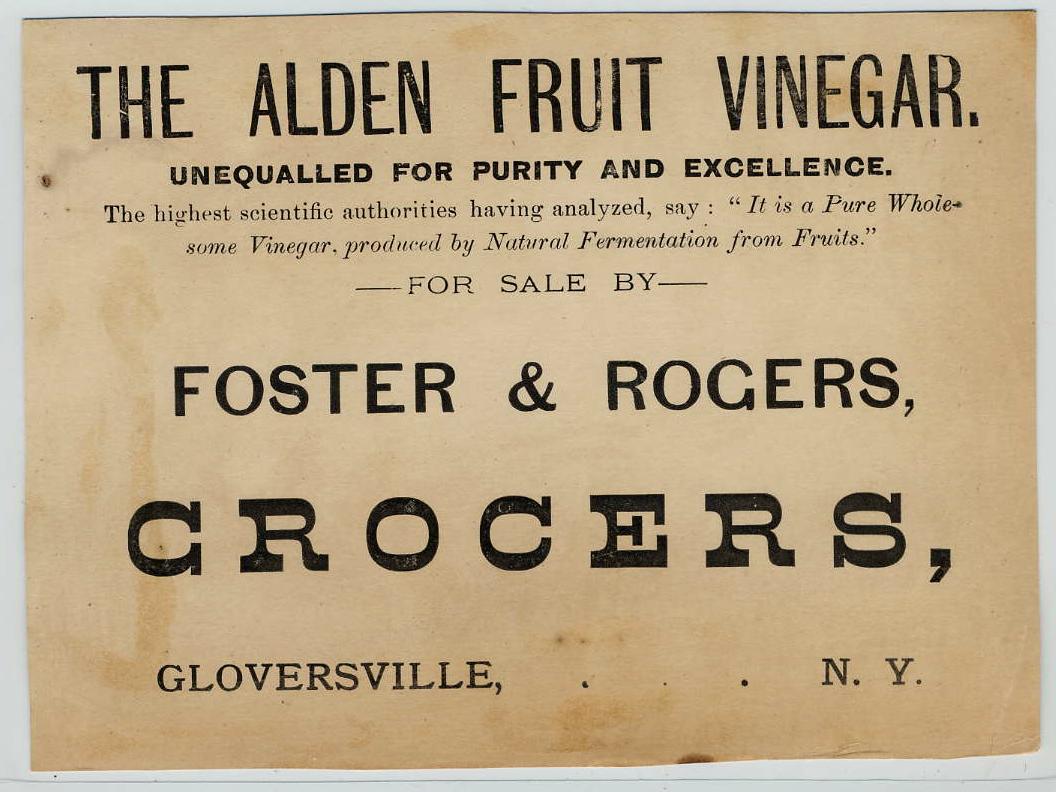 THE ALDEN FRUIT VINEGAR.
UNEQUALLED FOR PURITY AND EXCELLENCE.
The highest scientific authorities having analyzed, say : “ It is a Pure Whole-
some Vinegar, produced by Natural Fermentation from Fruits.”
—FOR SALE BY—
FOSTER & ROGERS,
GROCERS,
GLOVERSVILLE, . . . N. Y.